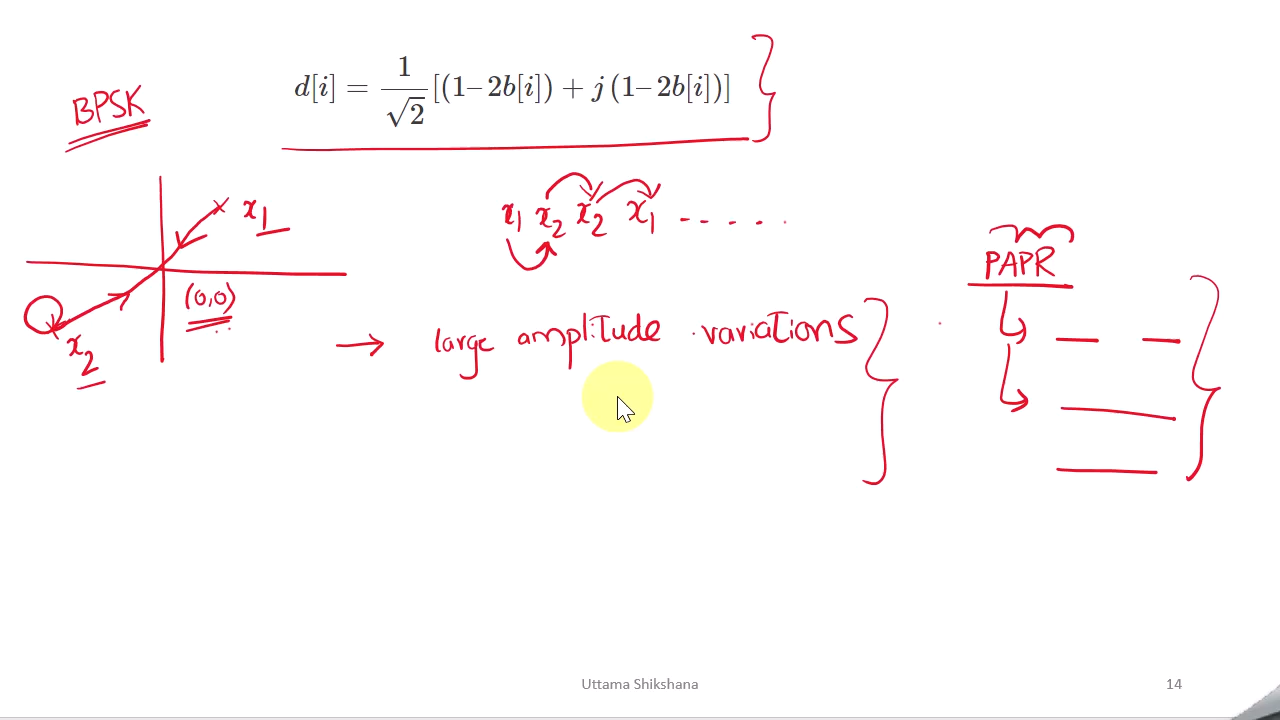 BPSK
d[i] = 1/√2 [(1–2b[i]) + j (1–2b[i])]
x₁
x₁ x₂ x₂ x₁ - - - - .
PAPR
(0,0)
x₂
→ large amplitude variations
Uttama Shikshana
14